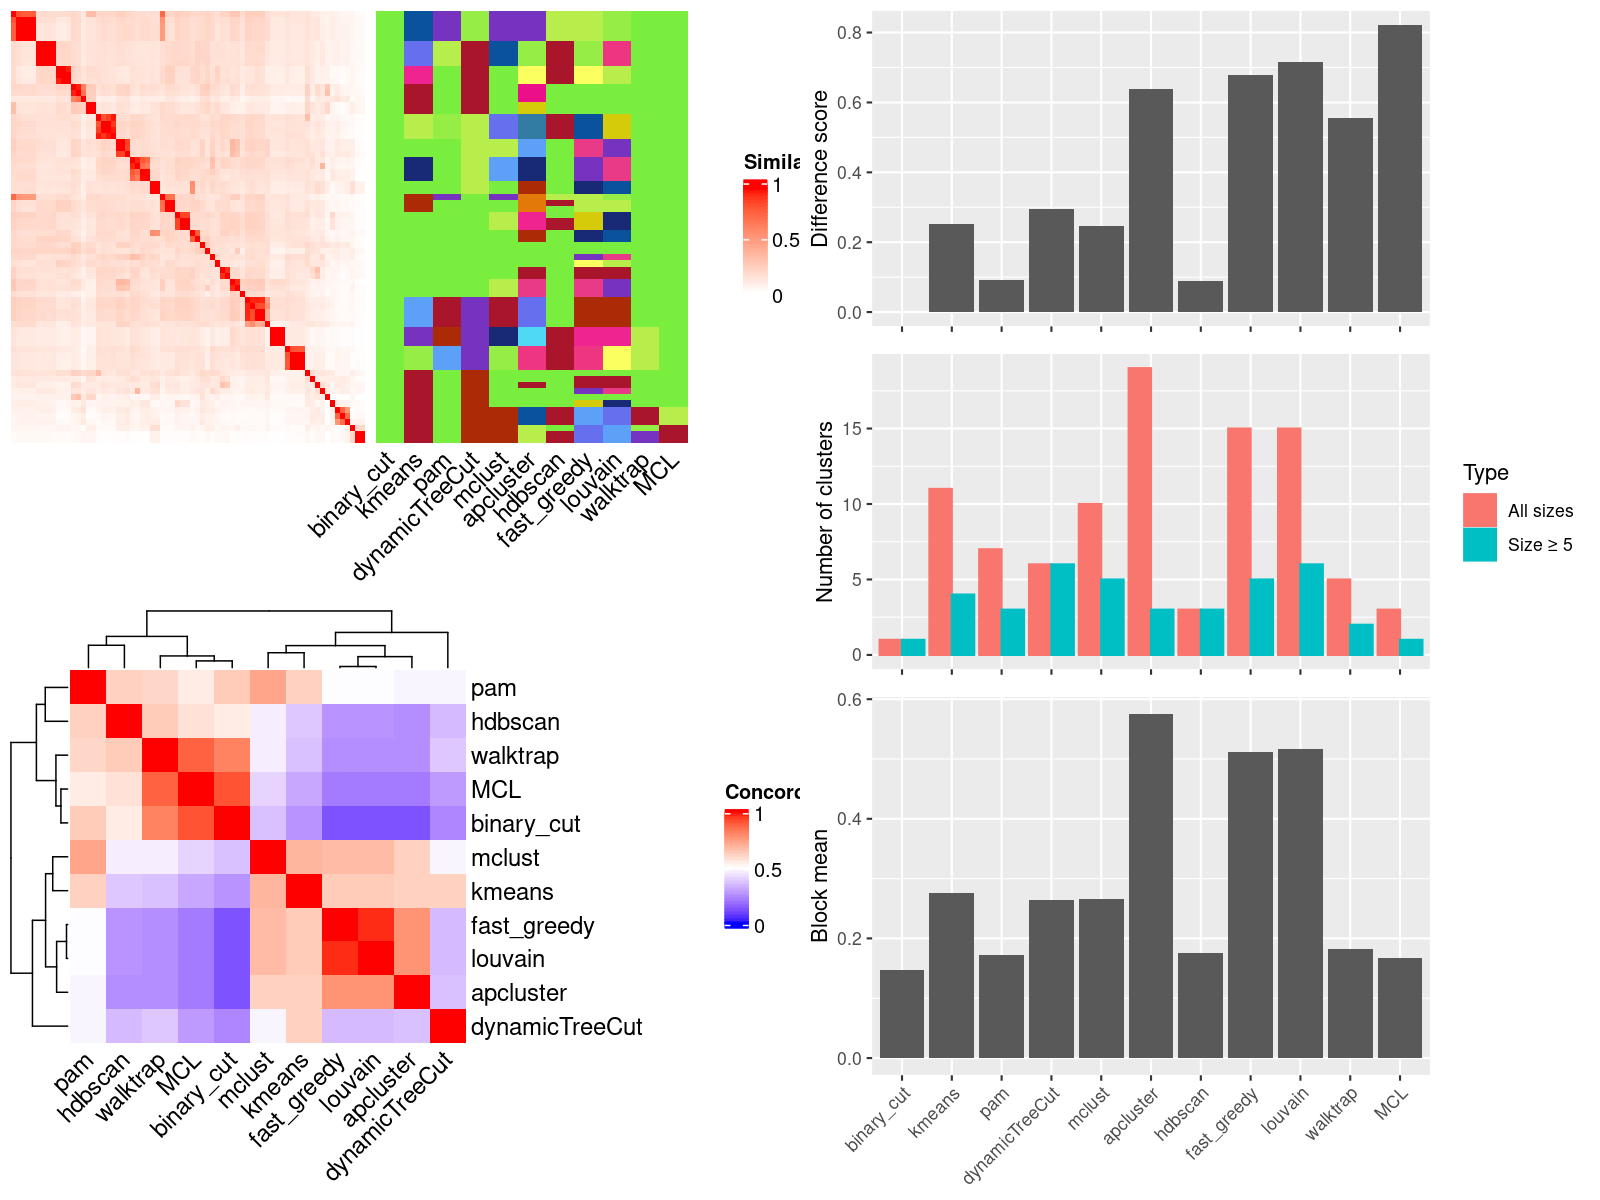 Simila
1
0.5
0
binary_cut
kmeans
pam
dynamicTreeCut
mclust
apcluster
hdbscan
fast_greedy
louvain
walktrap
MCL
pam
hdbscan
walktrap
MCL
binary_cut
mclust
kmeans
fast_greedy
louvain
apcluster
dynamicTreeCut
pam
hdbscan
walktrap
MCL
binary_cut
mclust
kmeans
fast_greedy
louvain
apcluster
dynamicTreeCut
Concord
1
0.5
0
Difference score
0.8
0.6
0.4
0.2
0.0
Number of clusters
15
10
5
0
Type
All sizes
Size ≥ 5
Block mean
0.6
0.4
0.2
0.0
binary_cut
kmeans
pam
dynamicTreeCut
mclust
apcluster
hdbscan
fast_greedy
louvain
walktrap
MCL